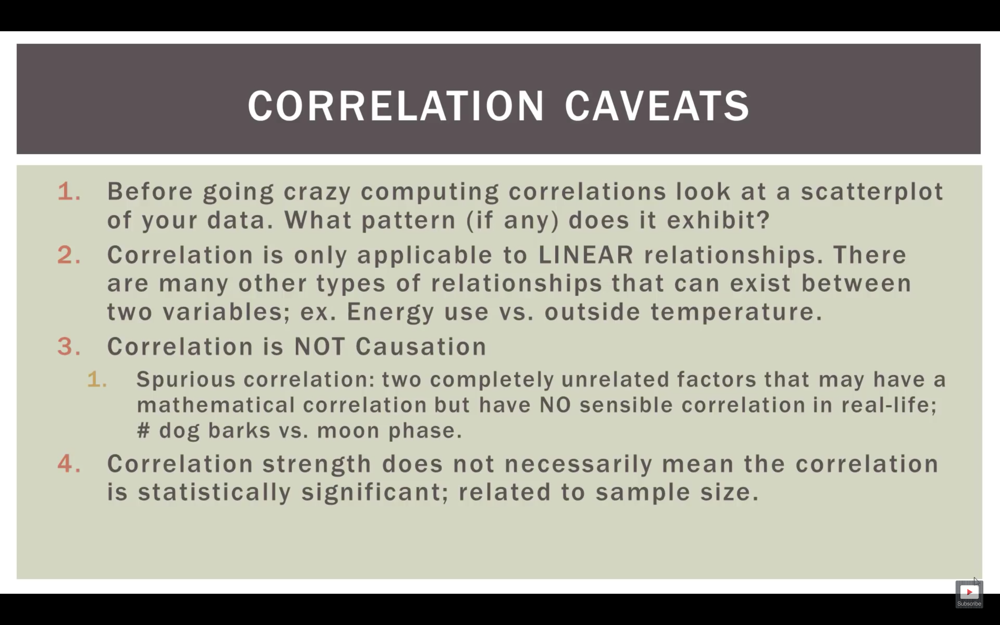 CORRELATION CAVEATS
1. Before going crazy computing correlations look at a scatterplot
of your data. What pattern (if any) does it exhibit?
2. Correlation is only applicable to LINEAR relationships. There
are many other types of relationships that can exist between
two variables; ex. Energy use vs. outside temperature.
3. Correlation is NOT Causation
1. Spurious correlation: two completely unrelated factors that may have a
mathematical correlation but have NO sensible correlation in real-life;
# dog barks vs. moon phase.
4. Correlation strength does not necessarily mean the correlation
is statistically significant; related to sample size.
Subscribe